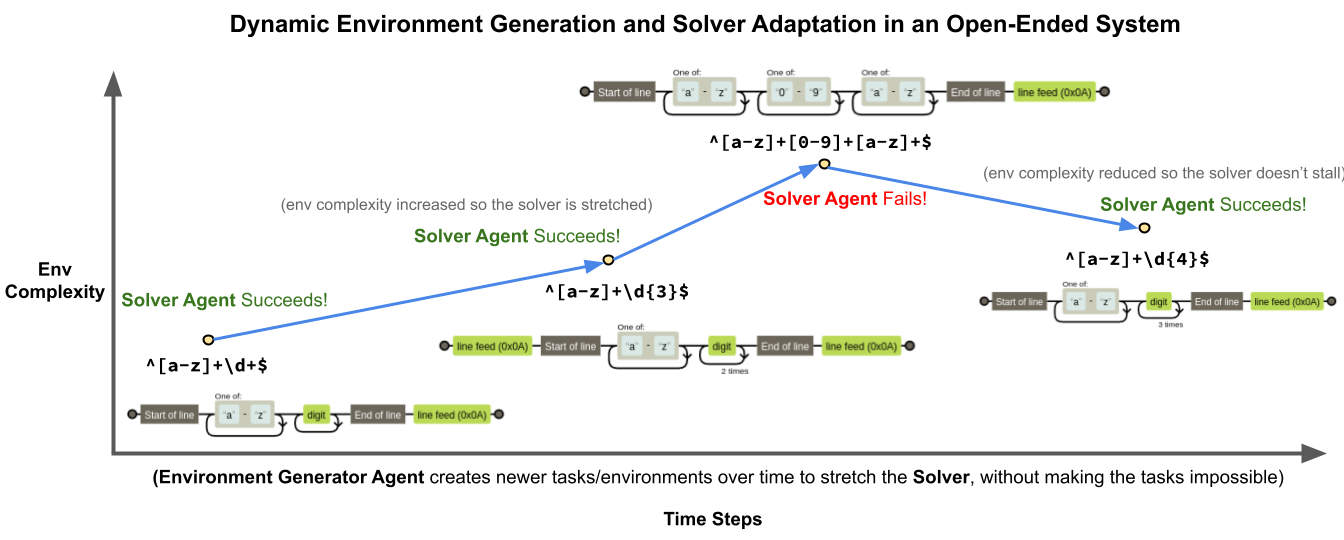 Dynamic Environment Generation and Solver Adaptation in an Open-Ended System
One of: One of: One of:
Start of line "a" - "z" "0" - "9" "a" - "z" End of line line feed (0x0A)
^[a-z]+[0-9]+[a-z]+$
(env complexity reduced so the solver doesn't stall)
Solver Agent Fails!
Solver Agent Succeeds!
(env complexity increased so the solver is stretched)
Solver Agent Succeeds!
^[a-z]+\d{4}$
Env
Complexity
Solver Agent Succeeds!
^[a-z]+\d{3}$
One of:
Start of line "a" - "z" digit End of line line feed (0x0A)
3 times
One of:
line feed (0x0A) Start of line "a" - "z" digit End of line line feed (0x0A)
2 times
^[a-z]+\d+$
One of:
Start of line "a" - "z" digit End of line line feed (0x0A)
(Environment Generator Agent creates newer tasks/environments over time to stretch the Solver, without making the tasks impossible)
Time Steps